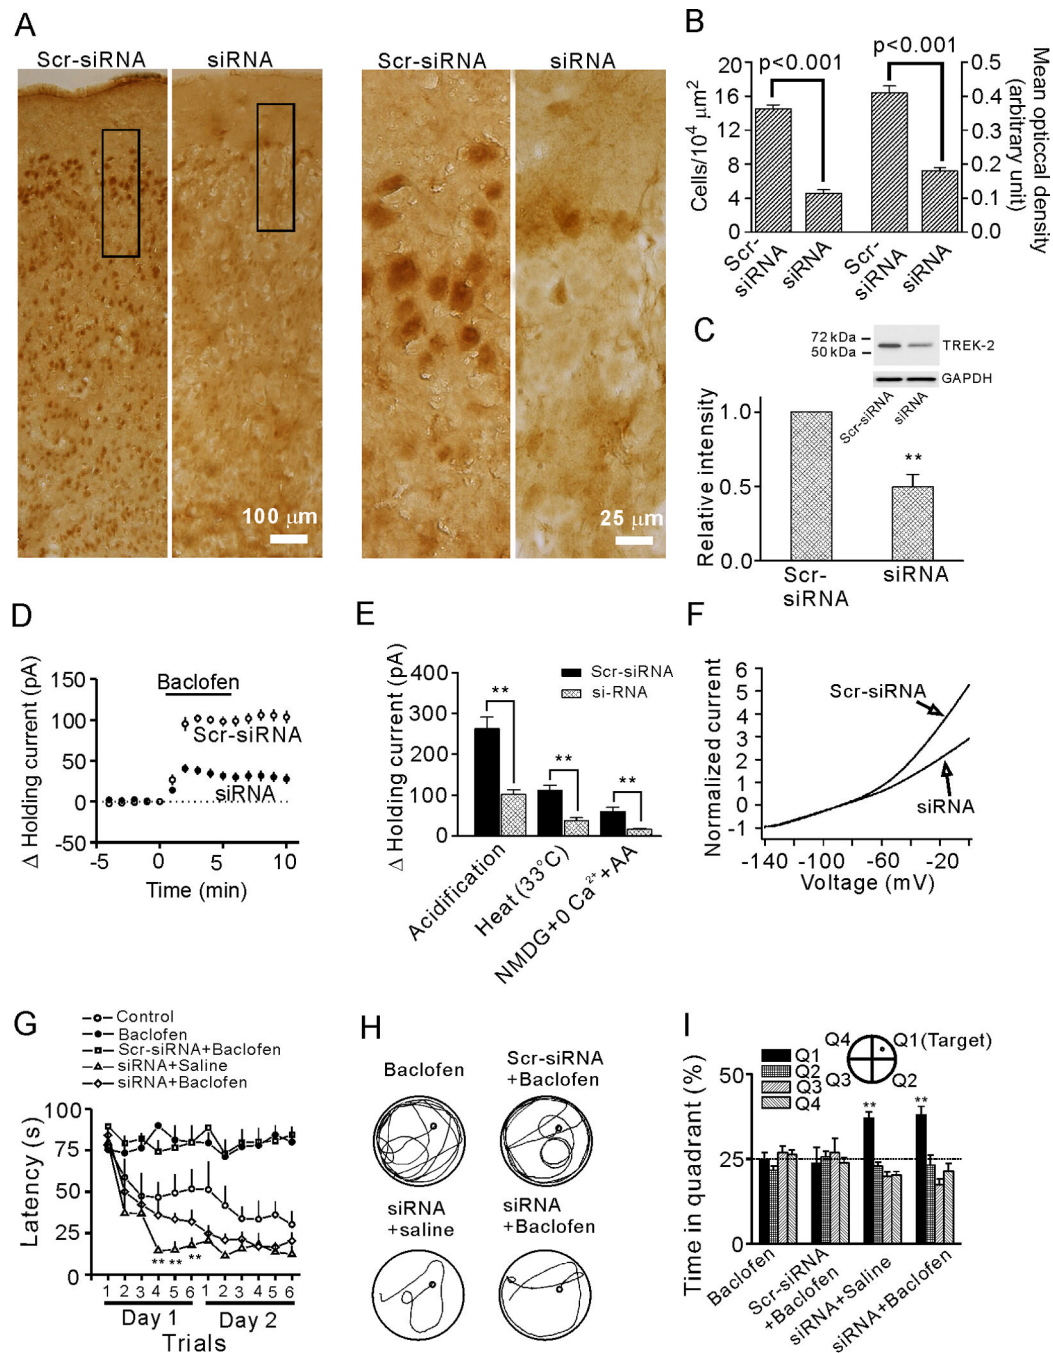 A
Scr-siRNA
siRNA
Scr-siRNA
siRNA
100 μm
25 μm
B
p<0.001
p<0.001
20
16
12
8
4
0
Cells/10⁴ μm²
0.5
0.4
0.3
0.2
0.1
0.0
Mean opticcal density
(arbitrary unit)
Scr-
siRNA
siRNA
Scr-
siRNA
siRNA
C
72 kDa
50 kDa
TREK-2
GAPDH
Scr-siRNA
siRNA
1.0
0.5
0.0
Relative intensity
**
Scr-
siRNA
siRNA
D
150
100
50
0
-50
Δ Holding current (pA)
Baclofen
Scr-siRNA
siRNA
-5
0
5
10
Time (min)
E
400
300
200
100
0
Δ Holding current (pA)
Scr-siRNA
si-RNA
**
**
**
Acidification
Heat (33°C)
NMDG+0 Ca²⁺+AA
F
6
5
4
3
2
1
0
-1
Normalized current
Scr-siRNA
siRNA
-140
-100
-60
-20
0
Voltage (mV)
G
Control
Baclofen
Scr-siRNA+Baclofen
siRNA+Saline
siRNA+Baclofen
100
75
50
25
0
Latency (s)
** ** **
1 2 3 4 5 6 1 2 3 4 5 6
Day 1
Day 2
Trials
H
Baclofen
Scr-siRNA
+Baclofen
siRNA
+saline
siRNA
+Baclofen
I
Q4
Q1(Target)
Q3
Q2
Q1
Q2
Q3
Q4
50
25
0
Time in quadrant (%)
**
**
Baclofen
Scr-siRNA
+Baclofen
siRNA+Saline
siRNA+Baclofen